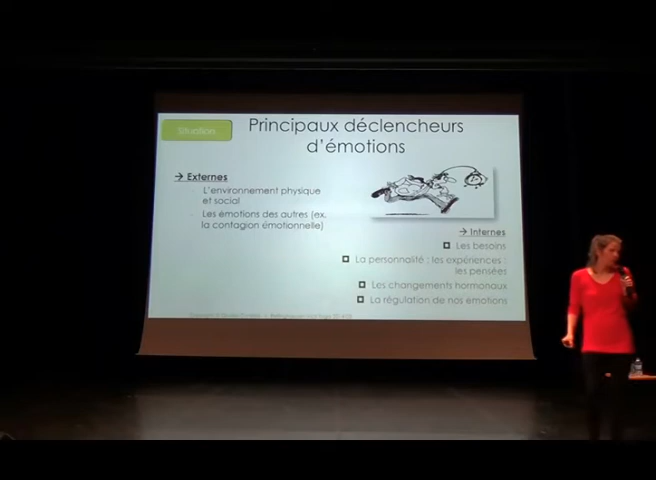 Situation
Principaux déclencheurs
d'émotions
→ Externes
L'environnement physique
et social
Les émotions des autres (ex.
la contagion émotionnelle)
→ Internes
Les besoins
La personnalité : les expériences :
les pensées
Les changements hormonaux
La régulation de nos émotions